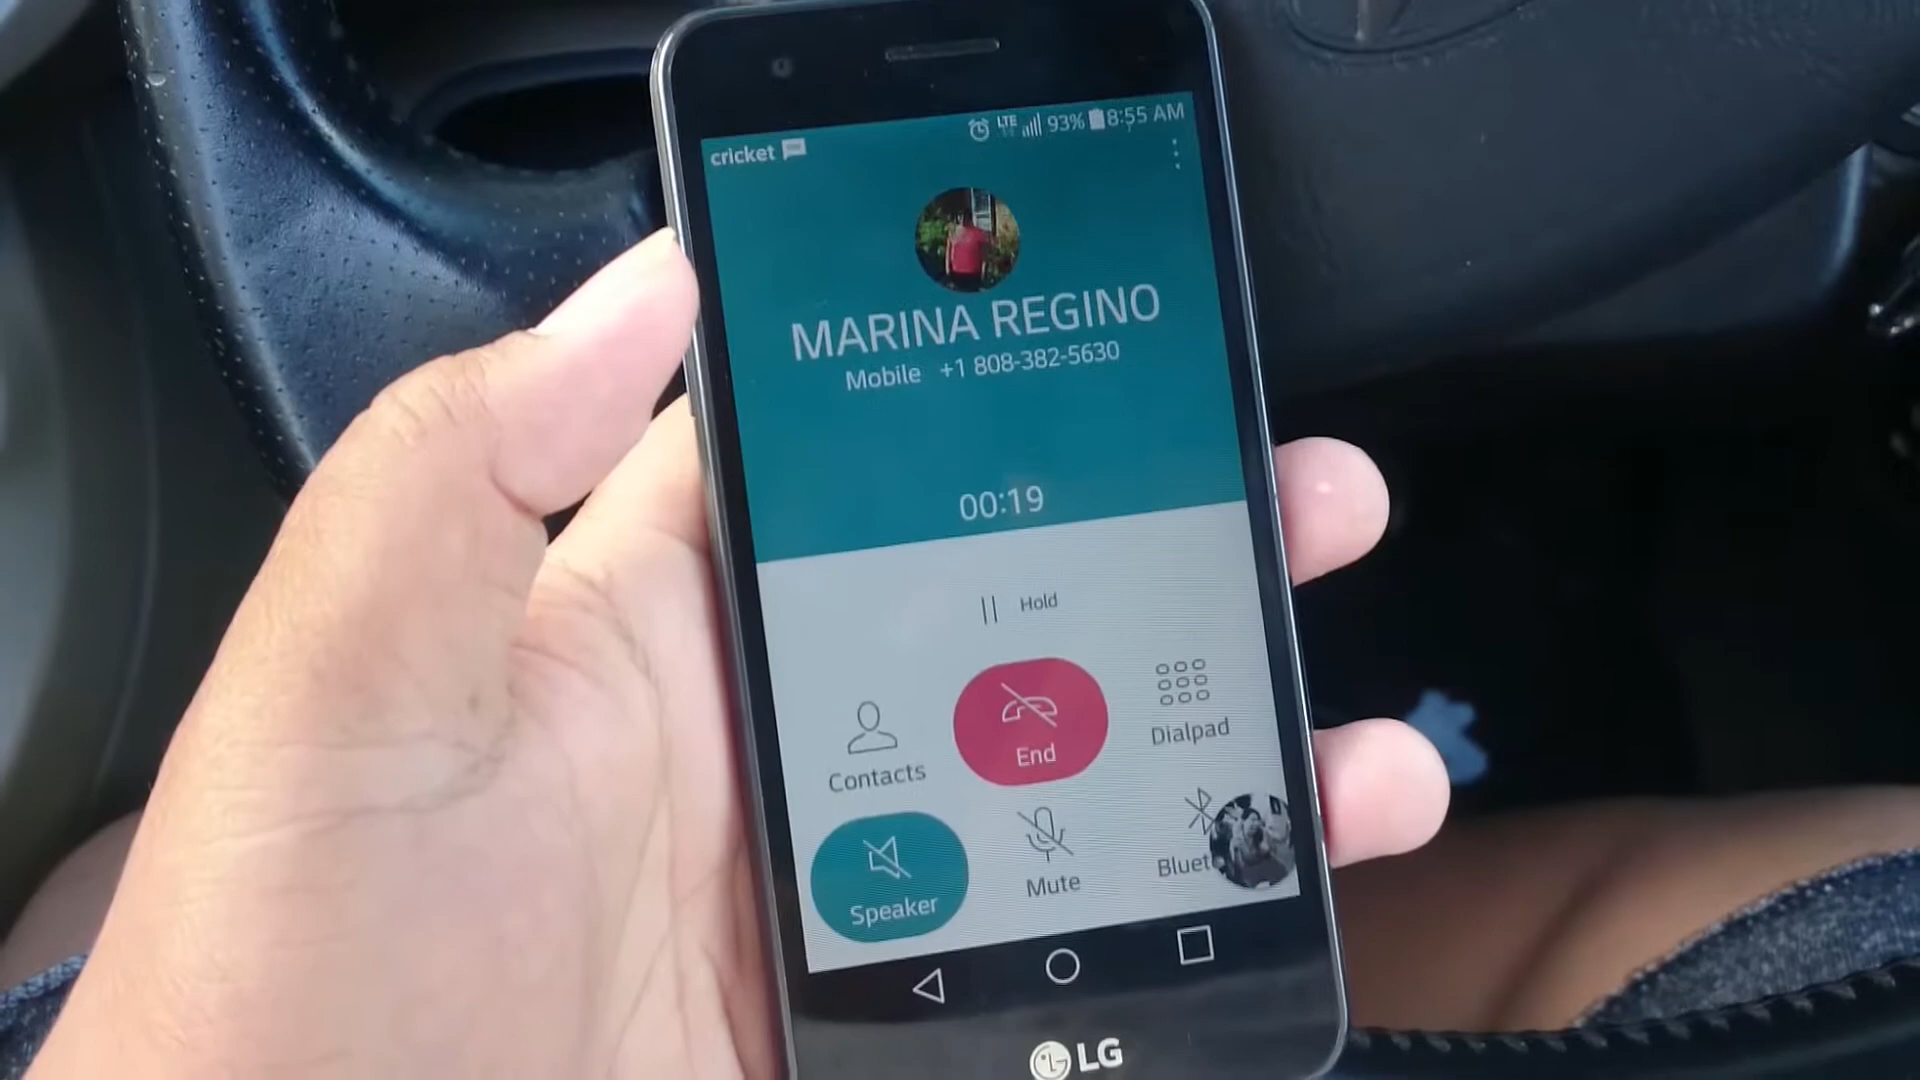 cricket
LTE 93% 8:55 AM
MARINA REGINO
Mobile +1 808-382-5630
00:19
Hold
Contacts
End
Dialpad
Speaker
Mute
Bluet
LG